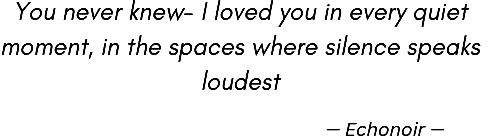 You never knew- I loved you in every quiet
moment, in the spaces where silence speaks
loudest
— Echonoir —